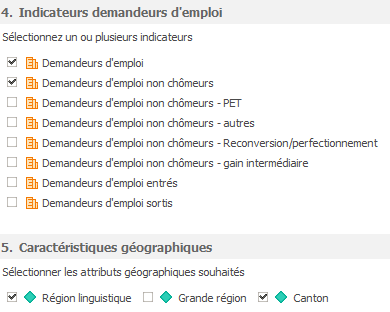 4. Indicateurs demandeurs d'emploi
Sélectionnez un ou plusieurs indicateurs
Demandeurs d'emploi
Demandeurs d'emploi non chômeurs
Demandeurs d'emploi non chômeurs - PET
Demandeurs d'emploi non chômeurs - autres
Demandeurs d'emploi non chômeurs - Reconversion/perfectionnement
Demandeurs d'emploi non chômeurs - gain intermédiaire
Demandeurs d'emploi entrés
Demandeurs d'emploi sortis
5. Caractéristiques géographiques
Sélectionner les attributs géographiques souhaités
Région linguistique Grande région Canton